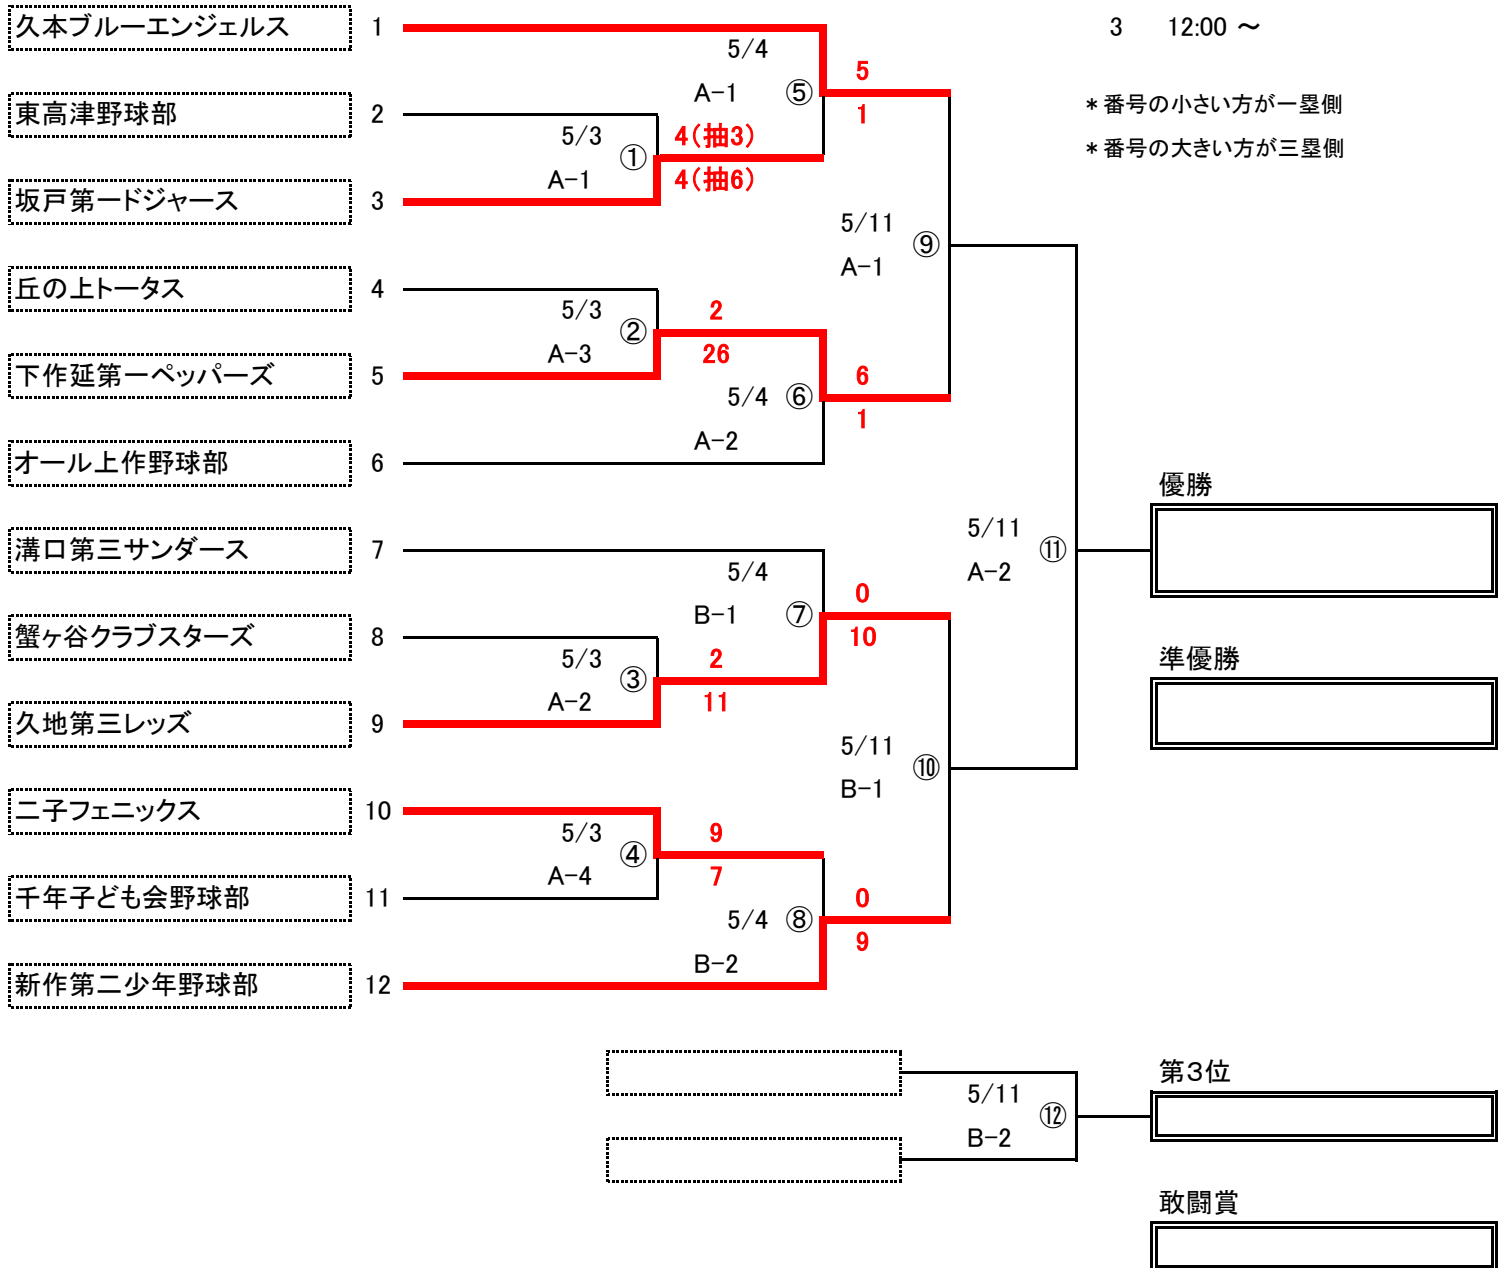 久本ブルーエンジェルス 1
3 12:00 ～
5/4
5
A-1 ⑤
東高津野球部 2
1
*番号の小さい方が一塁側
5/3
4(抽3)
*番号の大きい方が三塁側
①
A-1
4(抽6)
坂戸第一ドジャース 3
5/11
⑨
A-1
丘の上トータス 4
5/3
2
②
A-3
26
下作延第一ペッパーズ 5
6
5/4 ⑥
1
A-2
オール上作野球部 6
優勝
5/11
⑪
A-2
溝口第三サンダース 7
5/4
0
B-1 ⑦
蟹ヶ谷クラブスターズ 8
10
5/3
2
準優勝
③
A-2
11
久地第三レッズ 9
5/11
⑩
B-1
二子フェニックス 10
5/3
9
④
A-4
7
千年子ども会野球部 11
0
5/4 ⑧
9
B-2
新作第二少年野球部 12
第3位
5/11
⑫
B-2
敢闘賞